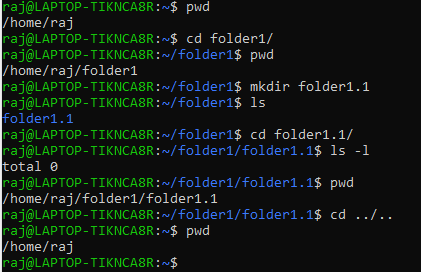 raj@LAPTOP-TIKNCA8R:~$ pwd
/home/raj
raj@LAPTOP-TIKNCA8R:~$ cd folder1/
raj@LAPTOP-TIKNCA8R:~/folder1$ pwd
/home/raj/folder1
raj@LAPTOP-TIKNCA8R:~/folder1$ mkdir folder1.1
raj@LAPTOP-TIKNCA8R:~/folder1$ ls
folder1.1
raj@LAPTOP-TIKNCA8R:~/folder1$ cd folder1.1/
raj@LAPTOP-TIKNCA8R:~/folder1/folder1.1$ ls -l
total 0
raj@LAPTOP-TIKNCA8R:~/folder1/folder1.1$ pwd
/home/raj/folder1/folder1.1
raj@LAPTOP-TIKNCA8R:~/folder1/folder1.1$ cd ../..
raj@LAPTOP-TIKNCA8R:~$ pwd
/home/raj
raj@LAPTOP-TIKNCA8R:~$